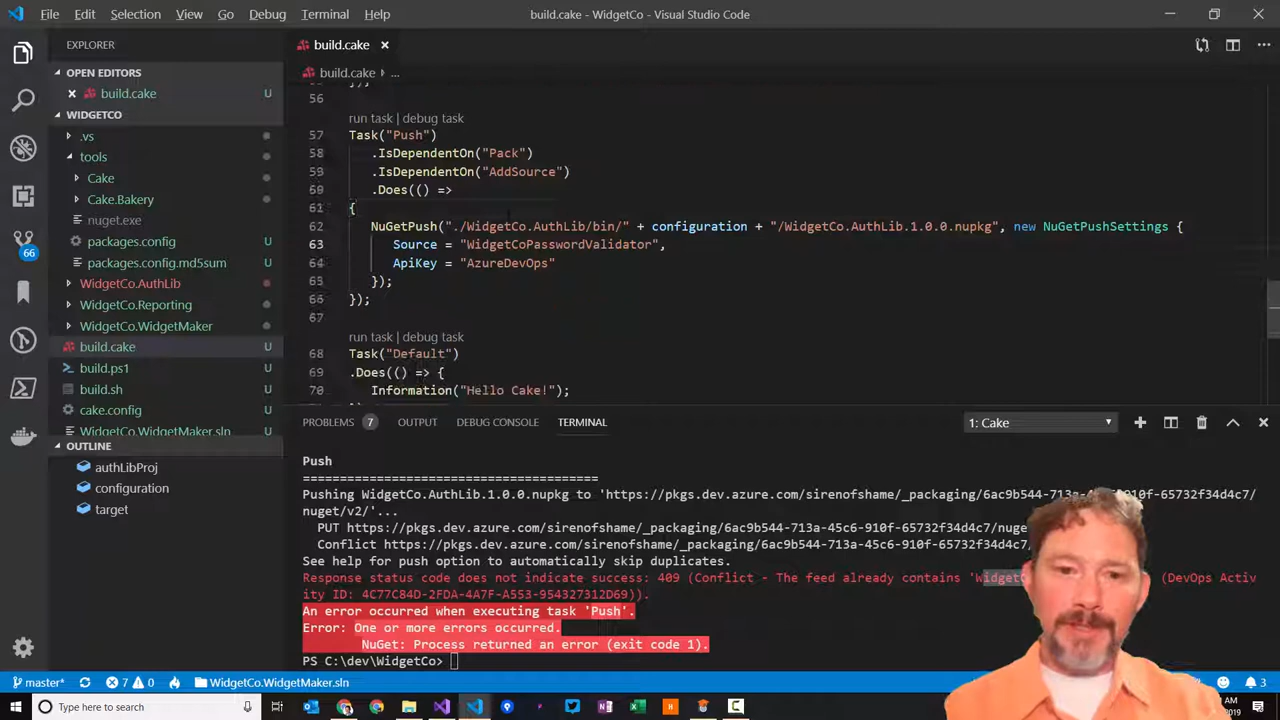 File Edit Selection View Go Debug Terminal Help
build.cake - WidgetCo - Visual Studio Code
EXPLORER
OPEN EDITORS
build.cake U
WIDGETCO
.vs
tools
Cake
Cake.Bakery
nuget.exe
packages.config U
packages.config.md5sum U
WidgetCo.AuthLib
WidgetCo.Reporting
WidgetCo.WidgetMaker
build.cake U
build.ps1 U
build.sh U
cake.config U
WidgetCo.WidgetMaker.sln U
OUTLINE
authLibProj
configuration
target
66
build.cake
build.cake ...
});
56
run task | debug task
57 Task("Push")
58 .IsDependentOn("Pack")
59 .IsDependentOn("AddSource")
60 .Does(() =>
61 {
62 NuGetPush("./WidgetCo.AuthLib/bin/" + configuration + "/WidgetCo.AuthLib.1.0.0.nupkg", new NuGetPushSettings {
63 Source = "WidgetCoPasswordValidator",
64 ApiKey = "AzureDevOps"
65 });
66 });
67
run task | debug task
68 Task("Default")
69 .Does(() => {
70 Information("Hello Cake!");
PROBLEMS 7 OUTPUT DEBUG CONSOLE TERMINAL
1: Cake
Push
========================================
Pushing WidgetCo.AuthLib.1.0.0.nupkg to 'https://pkgs.dev.azure.com/sirenofshame/_packaging/6ac9b544-713a-45c6-910f-65732f34d4c7/
nuget/v2/'...
PUT https://pkgs.dev.azure.com/sirenofshame/_packaging/6ac9b544-713a-45c6-910f-65732f34d4c7/nuge
Conflict https://pkgs.dev.azure.com/sirenofshame/_packaging/6ac9b544-713a-45c6-910f-65732f34d4c7/
See help for push option to automatically skip duplicates.
Response status code does not indicate success: 409 (Conflict - The feed already contains 'Widget (DevOps Activ
ity ID: 4C77C84D-2FDA-4A7F-A553-954327312D69)).
An error occurred when executing task 'Push'.
Error: One or more errors occurred.
NuGet: Process returned an error (exit code 1).
PS C:\dev\WidgetCo>
master* 7 0 WidgetCo.WidgetMaker.sln 3
Type here to search